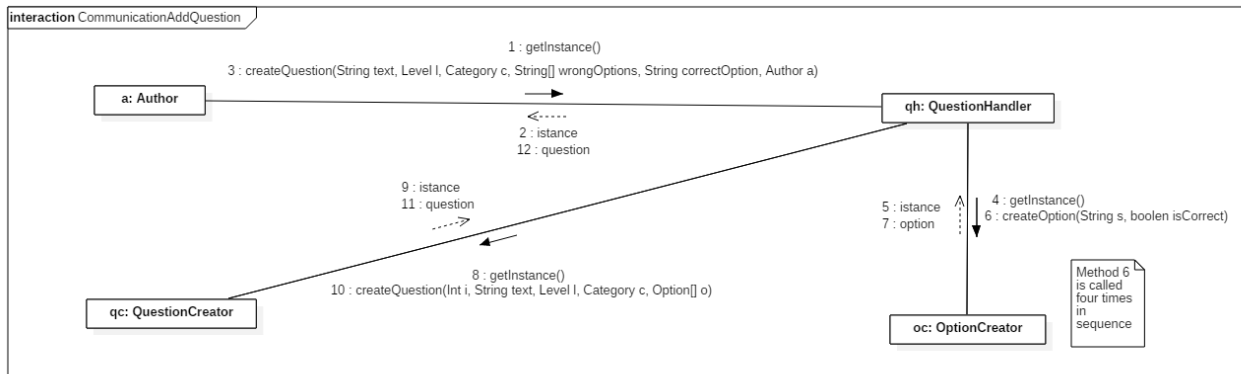 interaction CommunicationAddQuestion
1 : getInstance()
3 : createQuestion(String text, Level l, Category c, String[] wrongOptions, String correctOption, Author a)
a: Author
qh: QuestionHandler
2 : istance
12 : question
9 : istance
11 : question
5 : istance
7 : option
4 : getInstance()
6 : createOption(String s, boolen isCorrect)
8 : getInstance()
10 : createQuestion(Int i, String text, Level l, Category c, Option[] o)
Method 6
is called
four times
in
sequence
qc: QuestionCreator
oc: OptionCreator